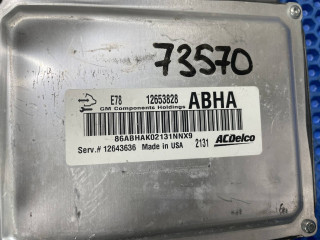 73570
E78 12653828 ABHA
GM Components Holdings
86ABHAK02131NNX9
Serv.# 12643636 Made in USA 2131 ACDelco